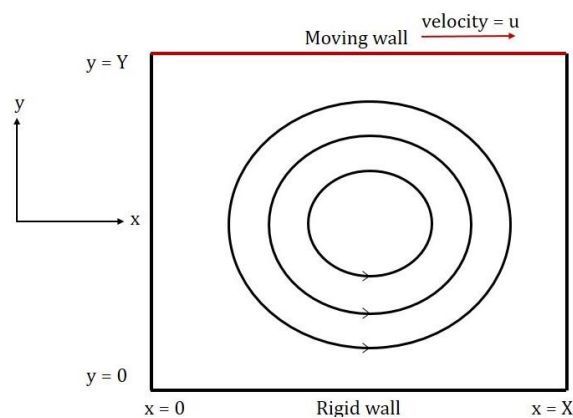 velocity = u
Moving wall
y = Y
y
x
y = 0
x = 0
Rigid wall
x = X